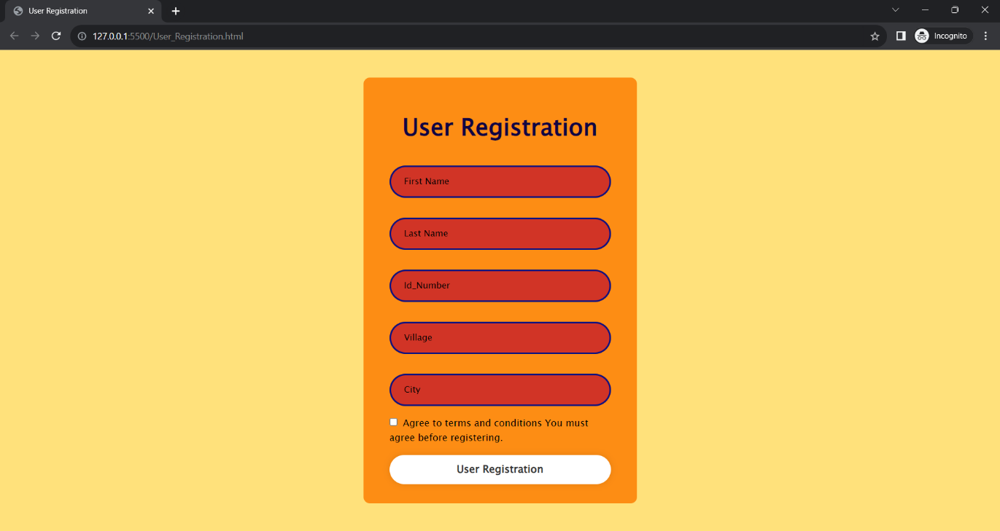 User Registration
127.0.0.1:5500/User_Registration.html
Incognito
User Registration
First Name
Last Name
Id_Number
Village
City
Agree to terms and conditions You must
agree before registering.
User Registration